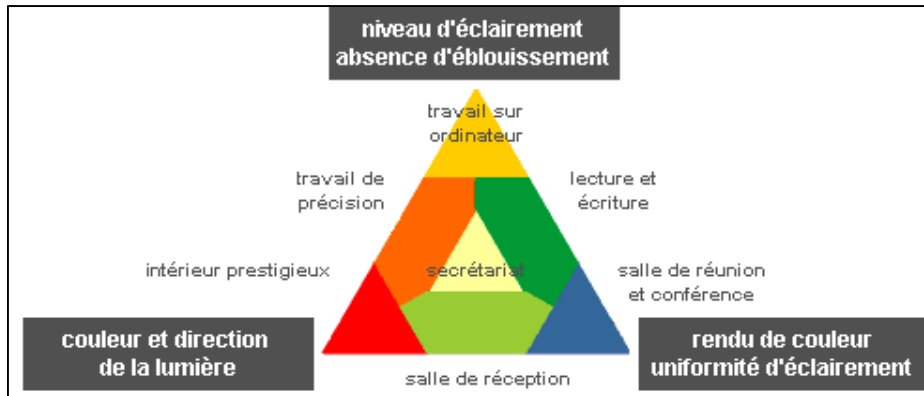 niveau d'éclairement
absence d'éblouissement
travail sur
ordinateur
travail de
précision
lecture et
écriture
intérieur prestigieux
secrétariat
salle de réunion
et conférence
couleur et direction
de la lumière
rendu de couleur
uniformité d'éclairement
salle de réception